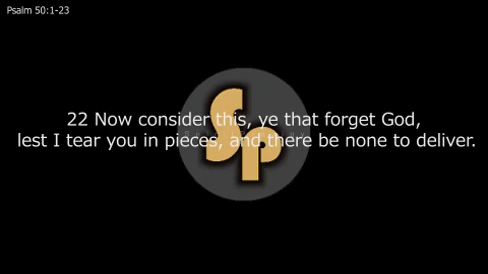 Psalm 50:1-23
22 Now consider this, ye that forget God,
lest I tear you in pieces, and there be none to deliver.
Sp